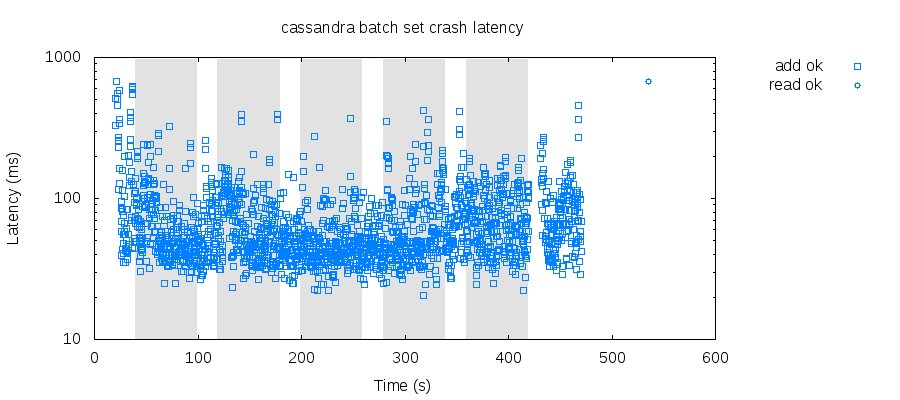 cassandra batch set crash latency
1000
100
10
Latency (ms)
0 100 200 300 400 500 600
Time (s)
add ok
read ok